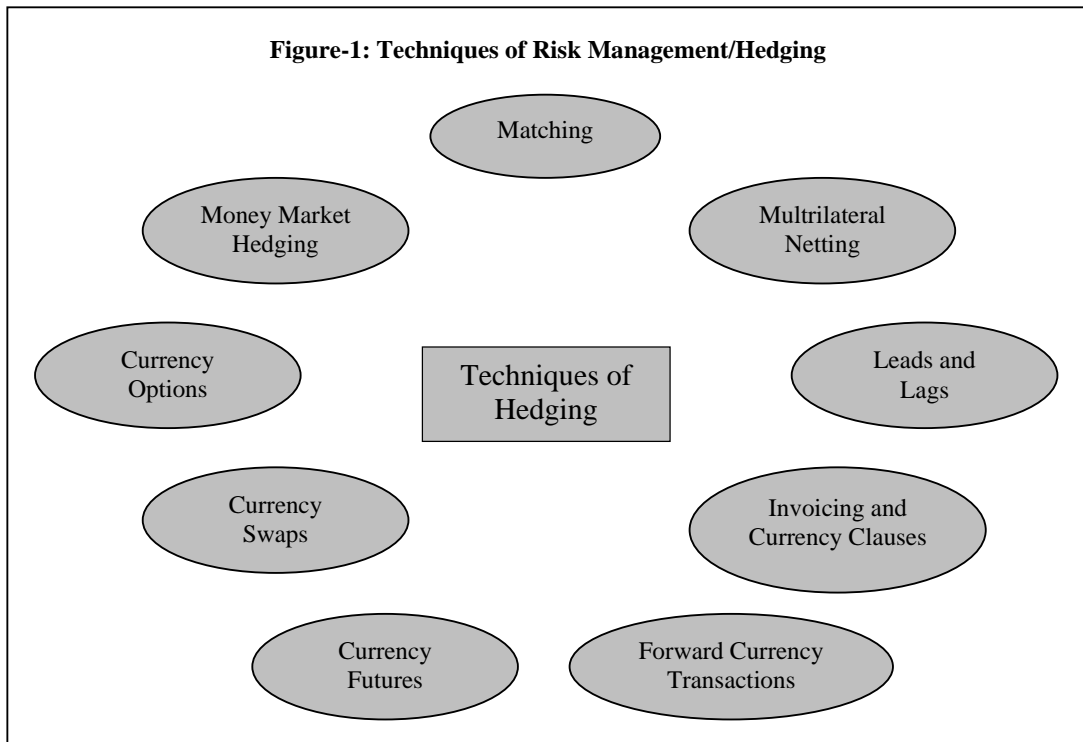 Figure-1: Techniques of Risk Management/Hedging
Matching
Money Market
Hedging
Multrilateral
Netting
Currency
Options
Techniques of
Hedging
Leads and
Lags
Currency
Swaps
Invoicing and
Currency Clauses
Currency
Futures
Forward Currency
Transactions